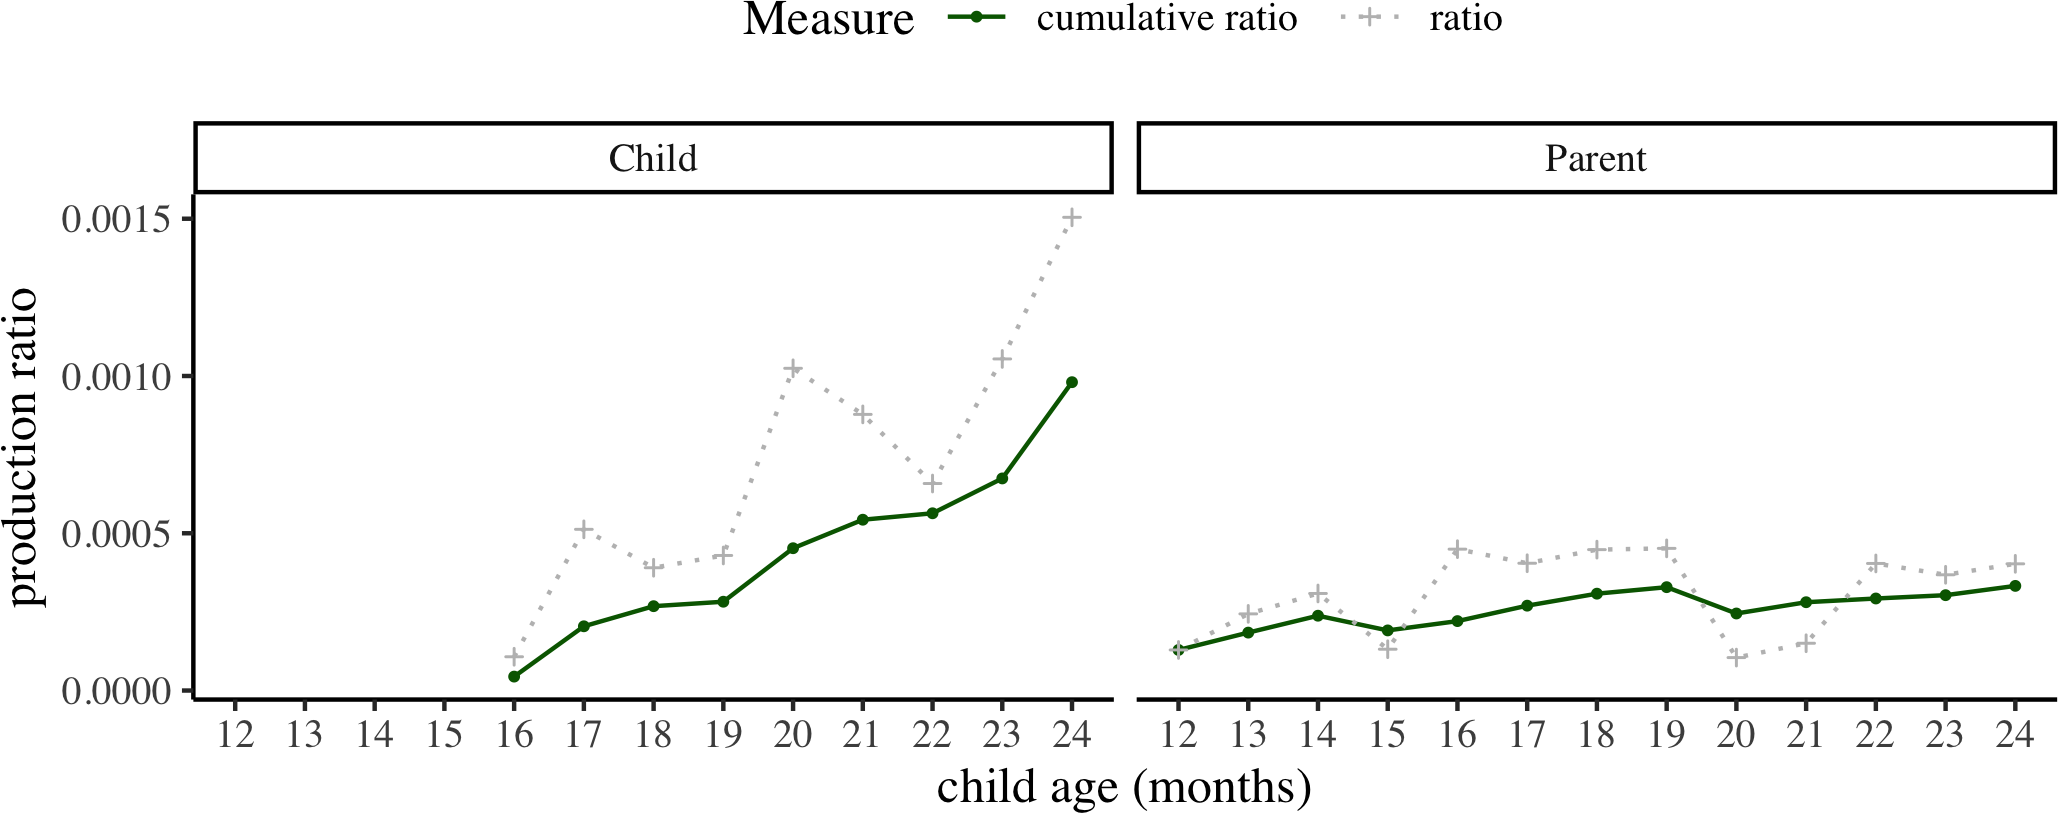 Measure cumulative ratio ratio
Child Parent
production ratio
0.0015
0.0010
0.0005
0.0000
12 13 14 15 16 17 18 19 20 21 22 23 24 12 13 14 15 16 17 18 19 20 21 22 23 24
child age (months)